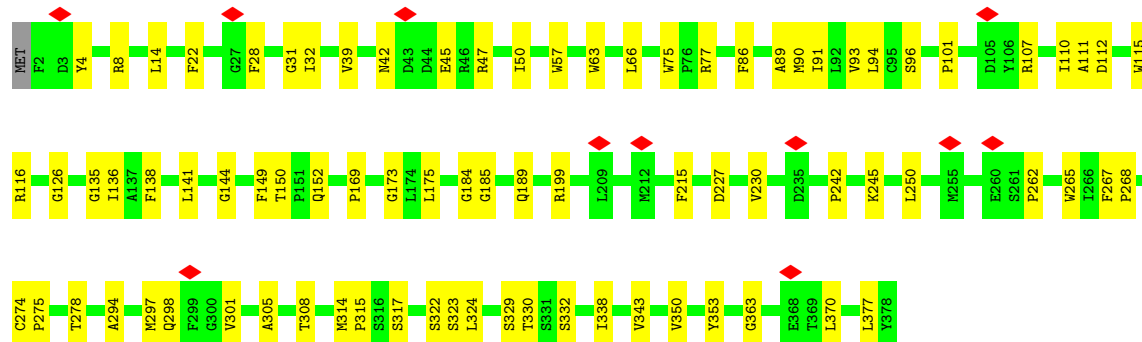 MET F2 D3 Y4 R8 L14 F22 G27 F28 G31 I32 V39 N42 D43 D44 E45 R46 R47 I50 W57 W63 L66 W75 P76 R77 F86 A89 M90 I91 L92 V93 L94 C95 S96 P101 D105 Y106 R107 I110 A111 D112 W115
R116 G126 G135 I136 A137 F138 L141 G144 F149 T150 P151 Q152 P169 G173 L174 L175 G184 G185 Q189 R199 L209 M212 F215 D227 V230 D235 P242 K245 L250 M255 E260 S261 P262 W265 I266 F267 P268
C274 P275 T278 A294 M297 Q298 F299 G300 V301 A305 T308 M314 P315 S316 S317 S322 S323 L324 S329 T330 S331 S332 I338 V343 V350 Y353 G363 E368 T369 L370 L377 Y378